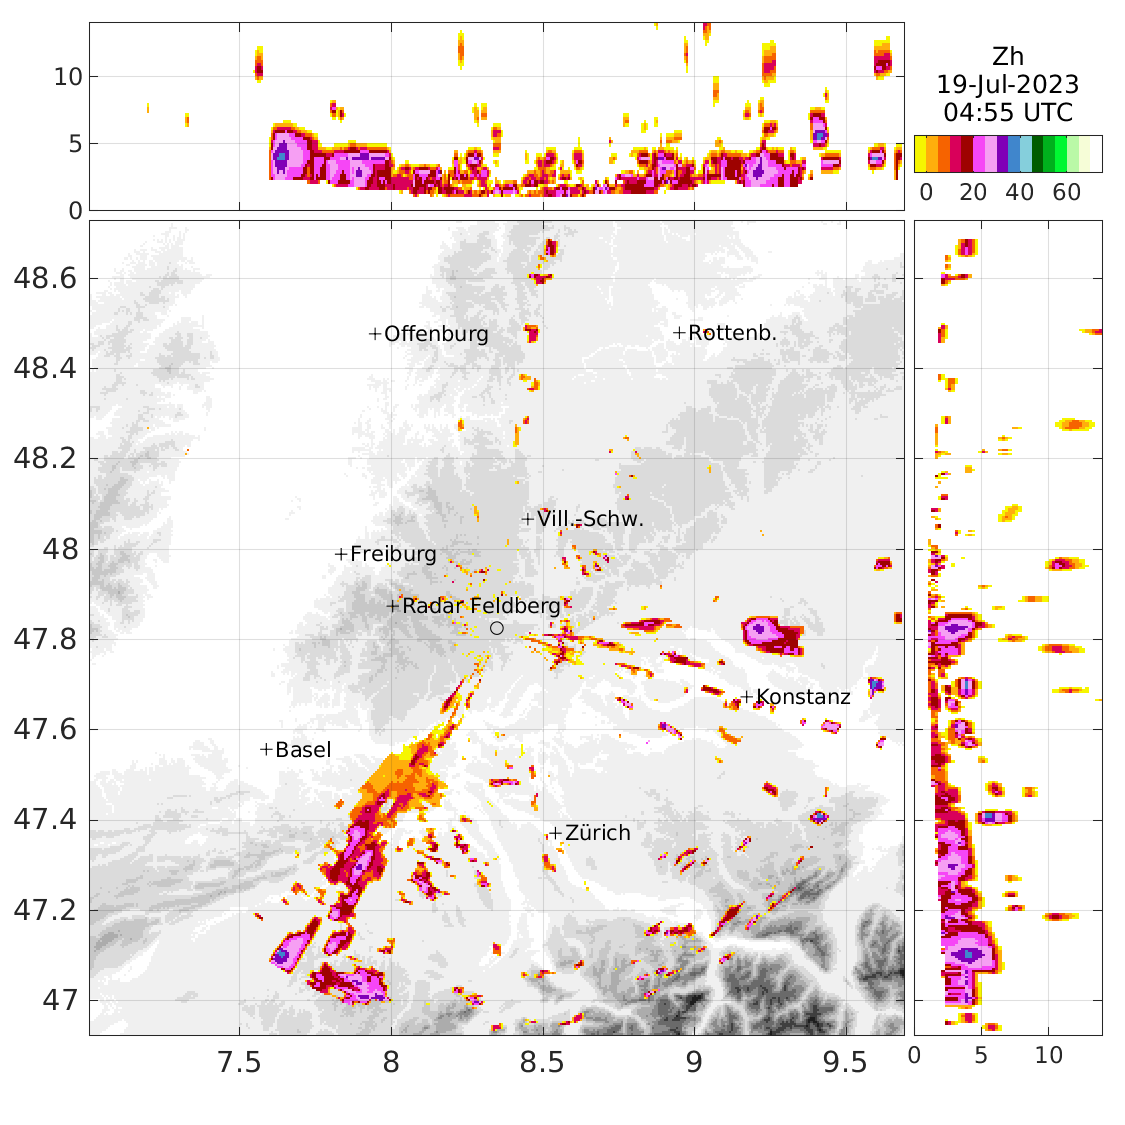 10
5
0
Zh
19-Jul-2023
04:55 UTC
0 20 40 60
48.6
48.4
48.2
48
47.8
47.6
47.4
47.2
47
+Offenburg
+Rottenb.
+Vill.-Schw.
+Freiburg
+Radar Feldberg
+Konstanz
+Basel
+Zürich
7.5 8 8.5 9 9.5
0 5 10